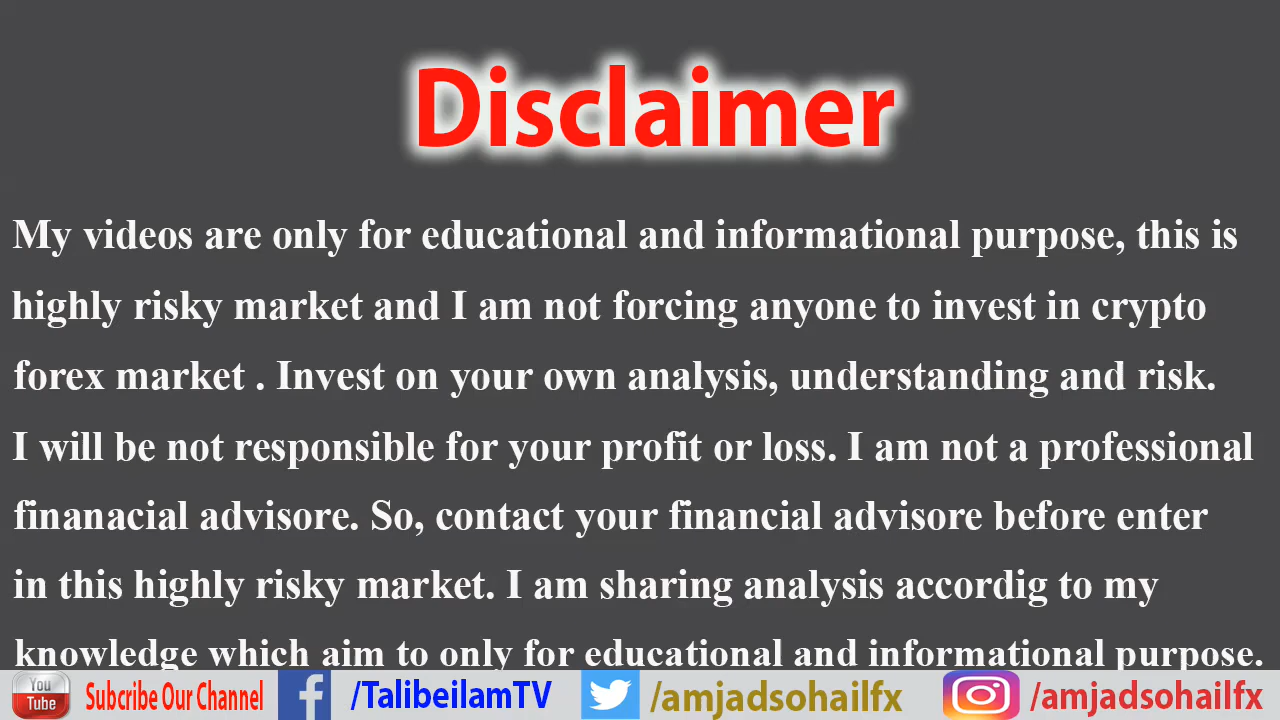 Disclaimer
My videos are only for educational and informational purpose, this is
highly risky market and I am not forcing anyone to invest in crypto
forex market . Invest on your own analysis, understanding and risk.
I will be not responsible for your profit or loss. I am not a professional
finanacial advisore. So, contact your financial advisore before enter
in this highly risky market. I am sharing analysis accordig to my
knowledge which aim to only for educational and informational purpose.
You Tube Subcribe Our Channel f /TalibeilamTV /amjadsohailfx /amjadsohailfx